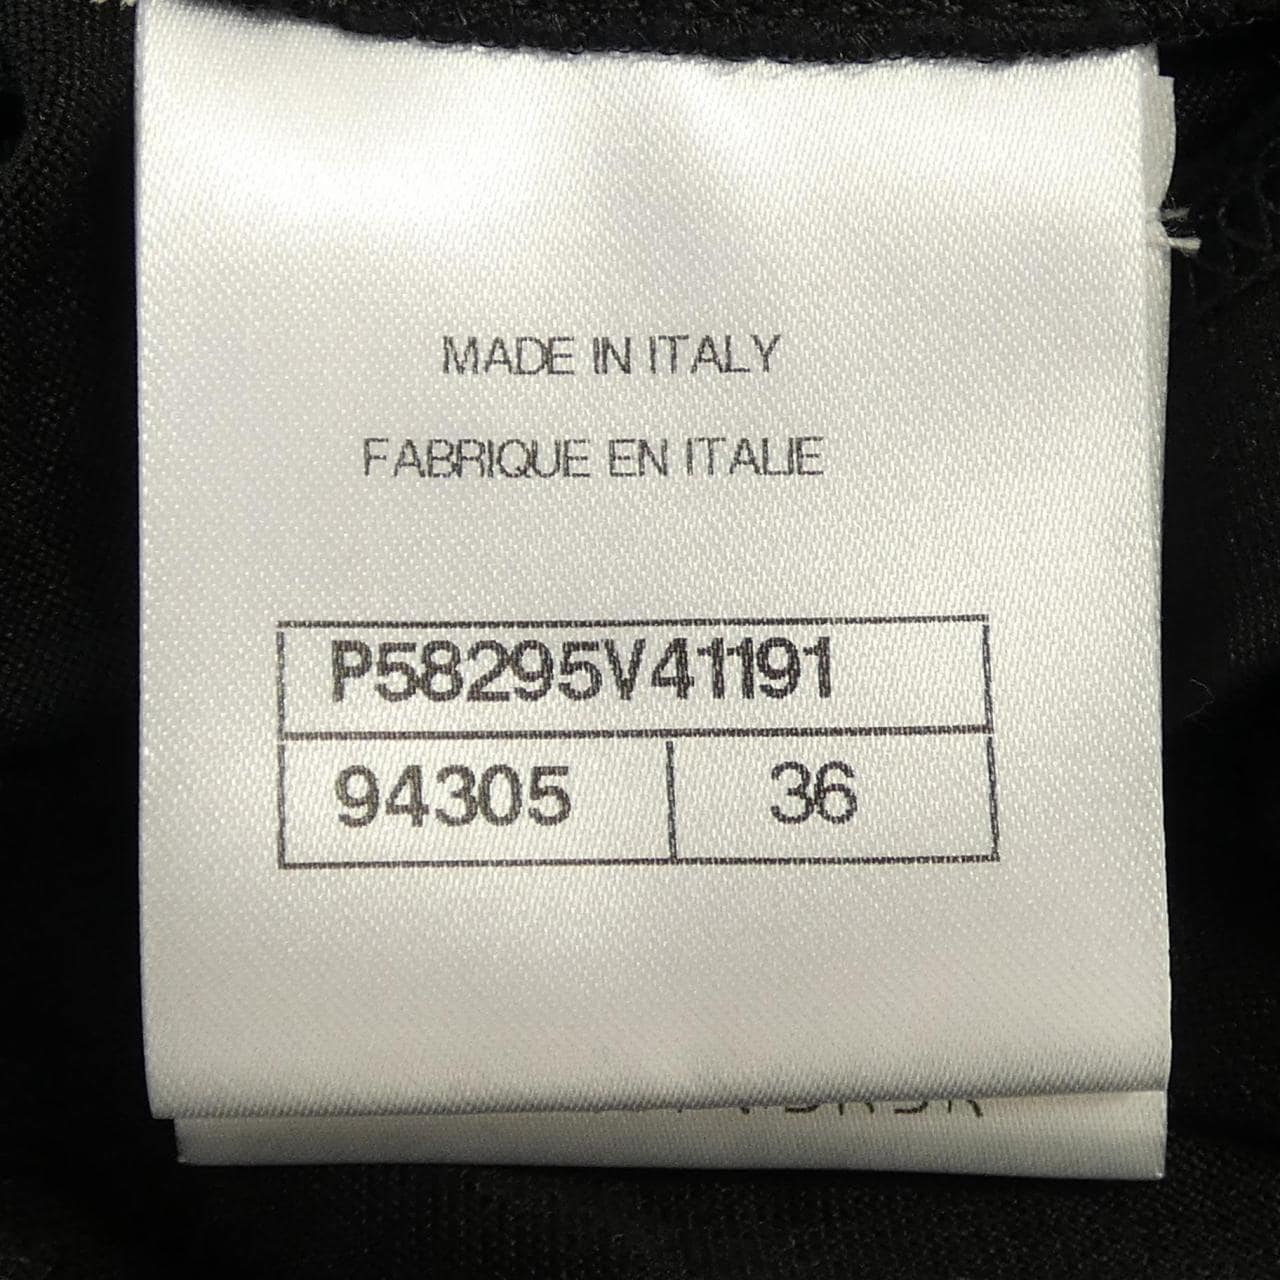 MADE IN ITALY
FABRIQUE EN ITALIE
P58295V41191
94305 36